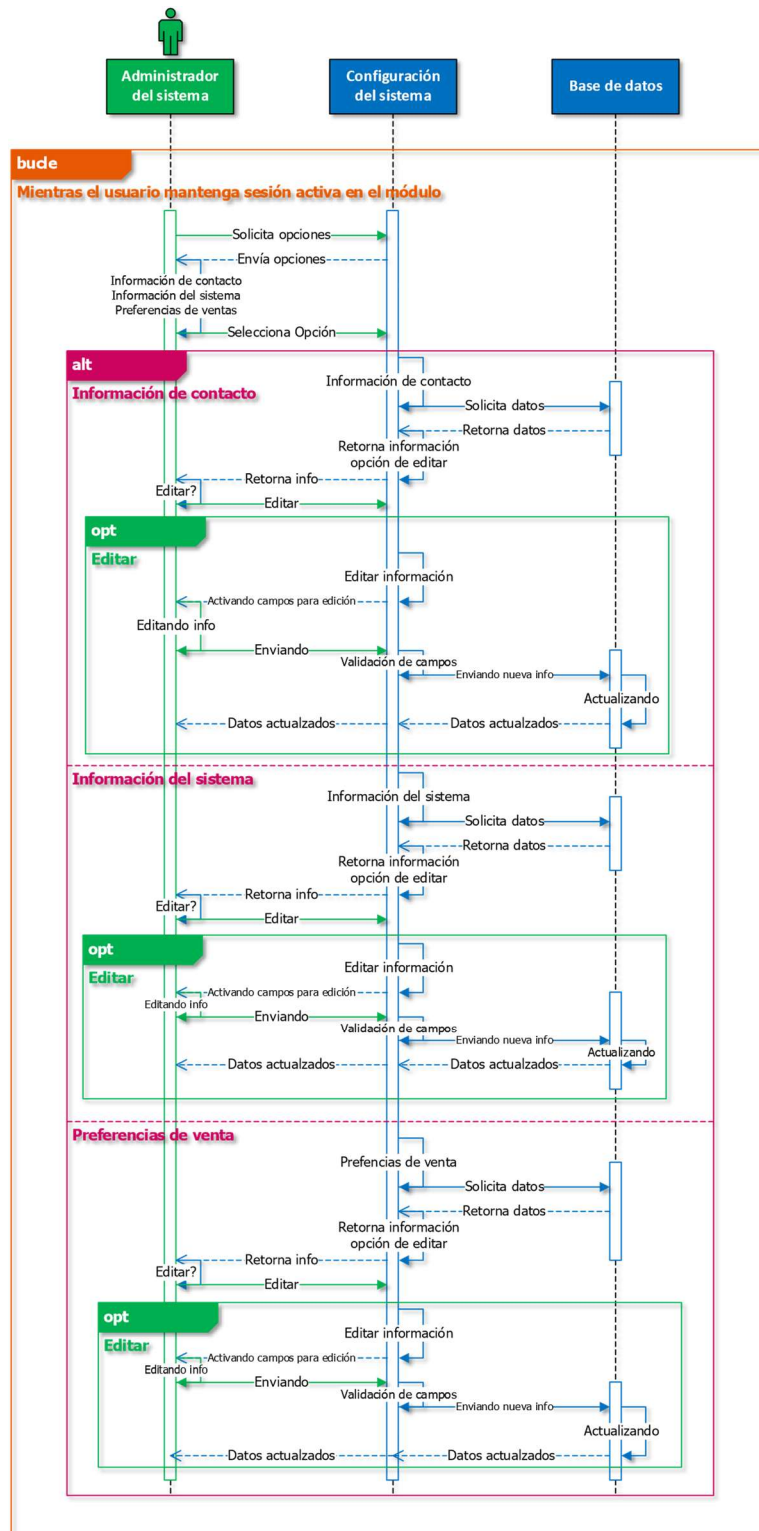 Administrador
del sistema
Configuración
del sistema
Base de datos
bucle
Mientras el usuario mantenga sesión activa en el módulo
Solicita opciones
Envía opciones
Información de contacto
Información del sistema
Preferencias de ventas
Selecciona Opción
alt
Información de contacto
Información de contacto
Solicita datos
Retorna datos
Retorna información
opción de editar
Retorna info
Editar?
Editar
opt
Editar
Editar información
Activando campos para edición
Editando info
Enviando
Validación de campos
Enviando nueva info
Actualizando
Datos actualzados
Datos actualzados
Información del sistema
Información del sistema
Solicita datos
Retorna datos
Retorna información
opción de editar
Retorna info
Editar?
Editar
opt
Editar
Editar información
Activando campos para edición
Editando info
Enviando
Validación de campos
Enviando nueva info
Actualizando
Datos actualzados
Datos actualzados
Preferencias de venta
Prefencias de venta
Solicita datos
Retorna datos
Retorna información
opción de editar
Retorna info
Editar?
Editar
opt
Editar
Editar información
Activando campos para edición
Editando info
Enviando
Validación de campos
Enviando nueva info
Actualizando
Datos actualzados
Datos actualzados